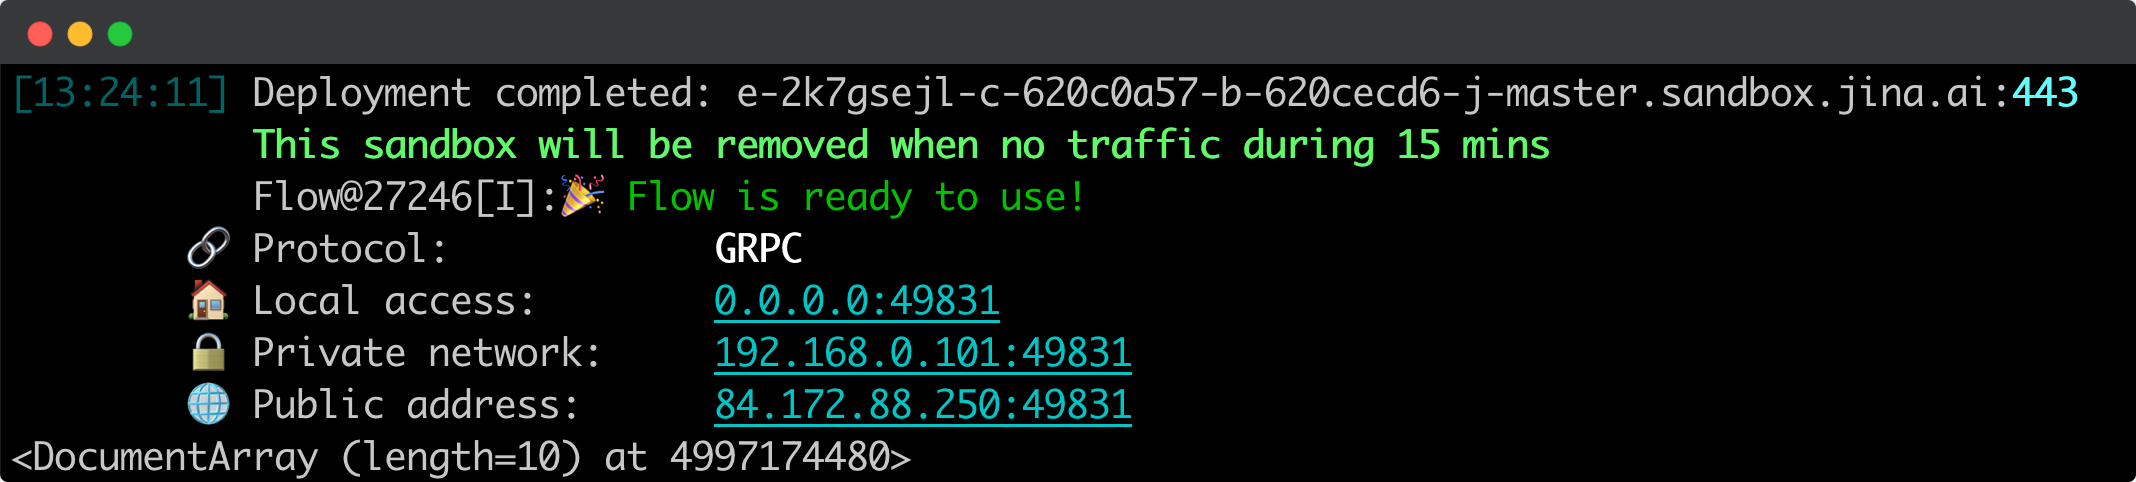 [13:24:11] Deployment completed: e-2k7gsejl-c-620c0a57-b-620cecd6-j-master.sandbox.jina.ai:443
This sandbox will be removed when no traffic during 15 mins
Flow@27246[I]:🎉 Flow is ready to use!
🔗 Protocol: GRPC
🏠 Local access: 0.0.0.0:49831
🔒 Private network: 192.168.0.101:49831
🌐 Public address: 84.172.88.250:49831
<DocumentArray (length=10) at 4997174480>